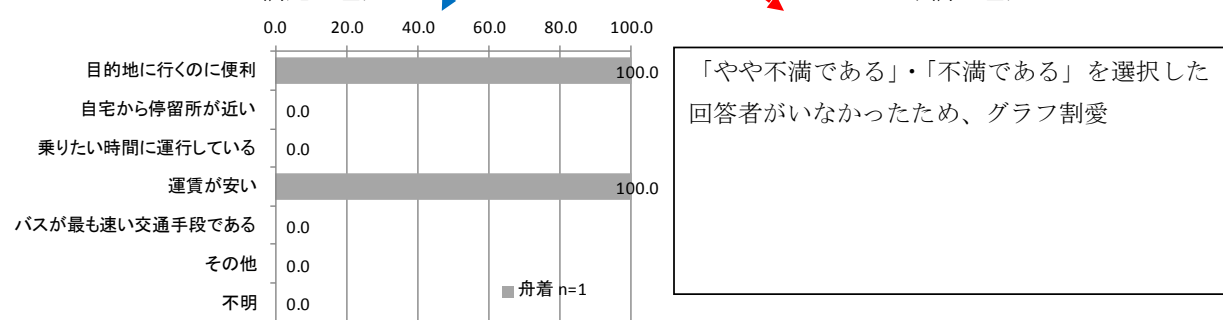 0.0 20.0 40.0 60.0 80.0 100.0
目的地に行くのに便利 100.0
自宅から停留所が近い 0.0
乗りたい時間に運行している 0.0
運賃が安い 100.0
バスが最も速い交通手段である 0.0
その他 0.0
不明 0.0
舟着 n=1
「やや不満である」・「不満である」を選択した
回答者がいなかったため、グラフ割愛